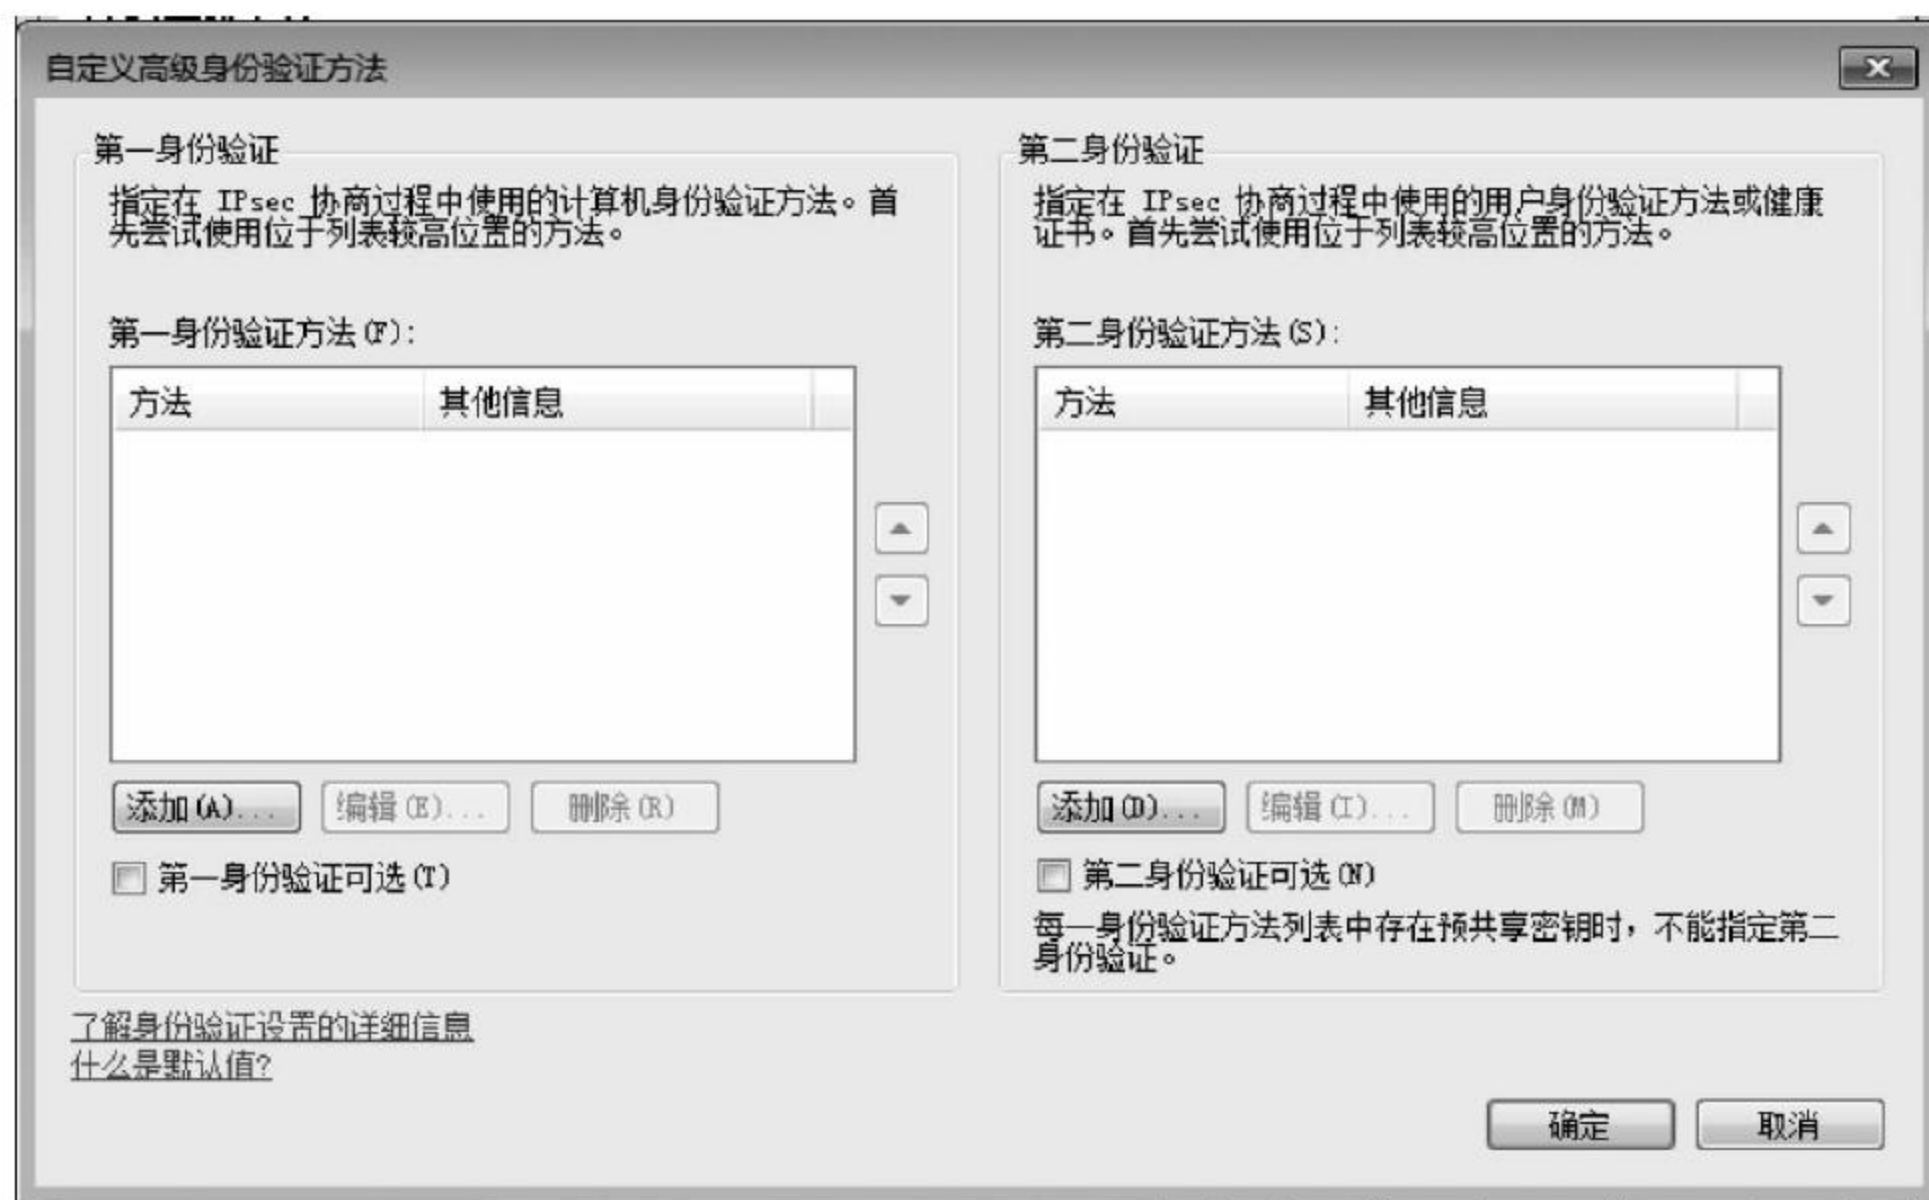 自定义高级身份验证方法
第一身份验证
指定在 IPsec 协商过程中使用的计算机身份验证方法。首
先尝试使用位于列表较高位置的方法。
第一身份验证方法(F):
方法 其他信息
添加(A)... 编辑(E)... 删除(R)
第一身份验证可选(T)
第二身份验证
指定在 IPsec 协商过程中使用的用户身份验证方法或健康
证书。首先尝试使用位于列表较高位置的方法。
第二身份验证方法(S):
方法 其他信息
添加(D)... 编辑(I)... 删除(M)
第二身份验证可选(N)
每一身份验证方法列表中存在预共享密钥时，不能指定第二
身份验证。
了解身份验证设置的详细信息
什么是默认值?
确定 取消